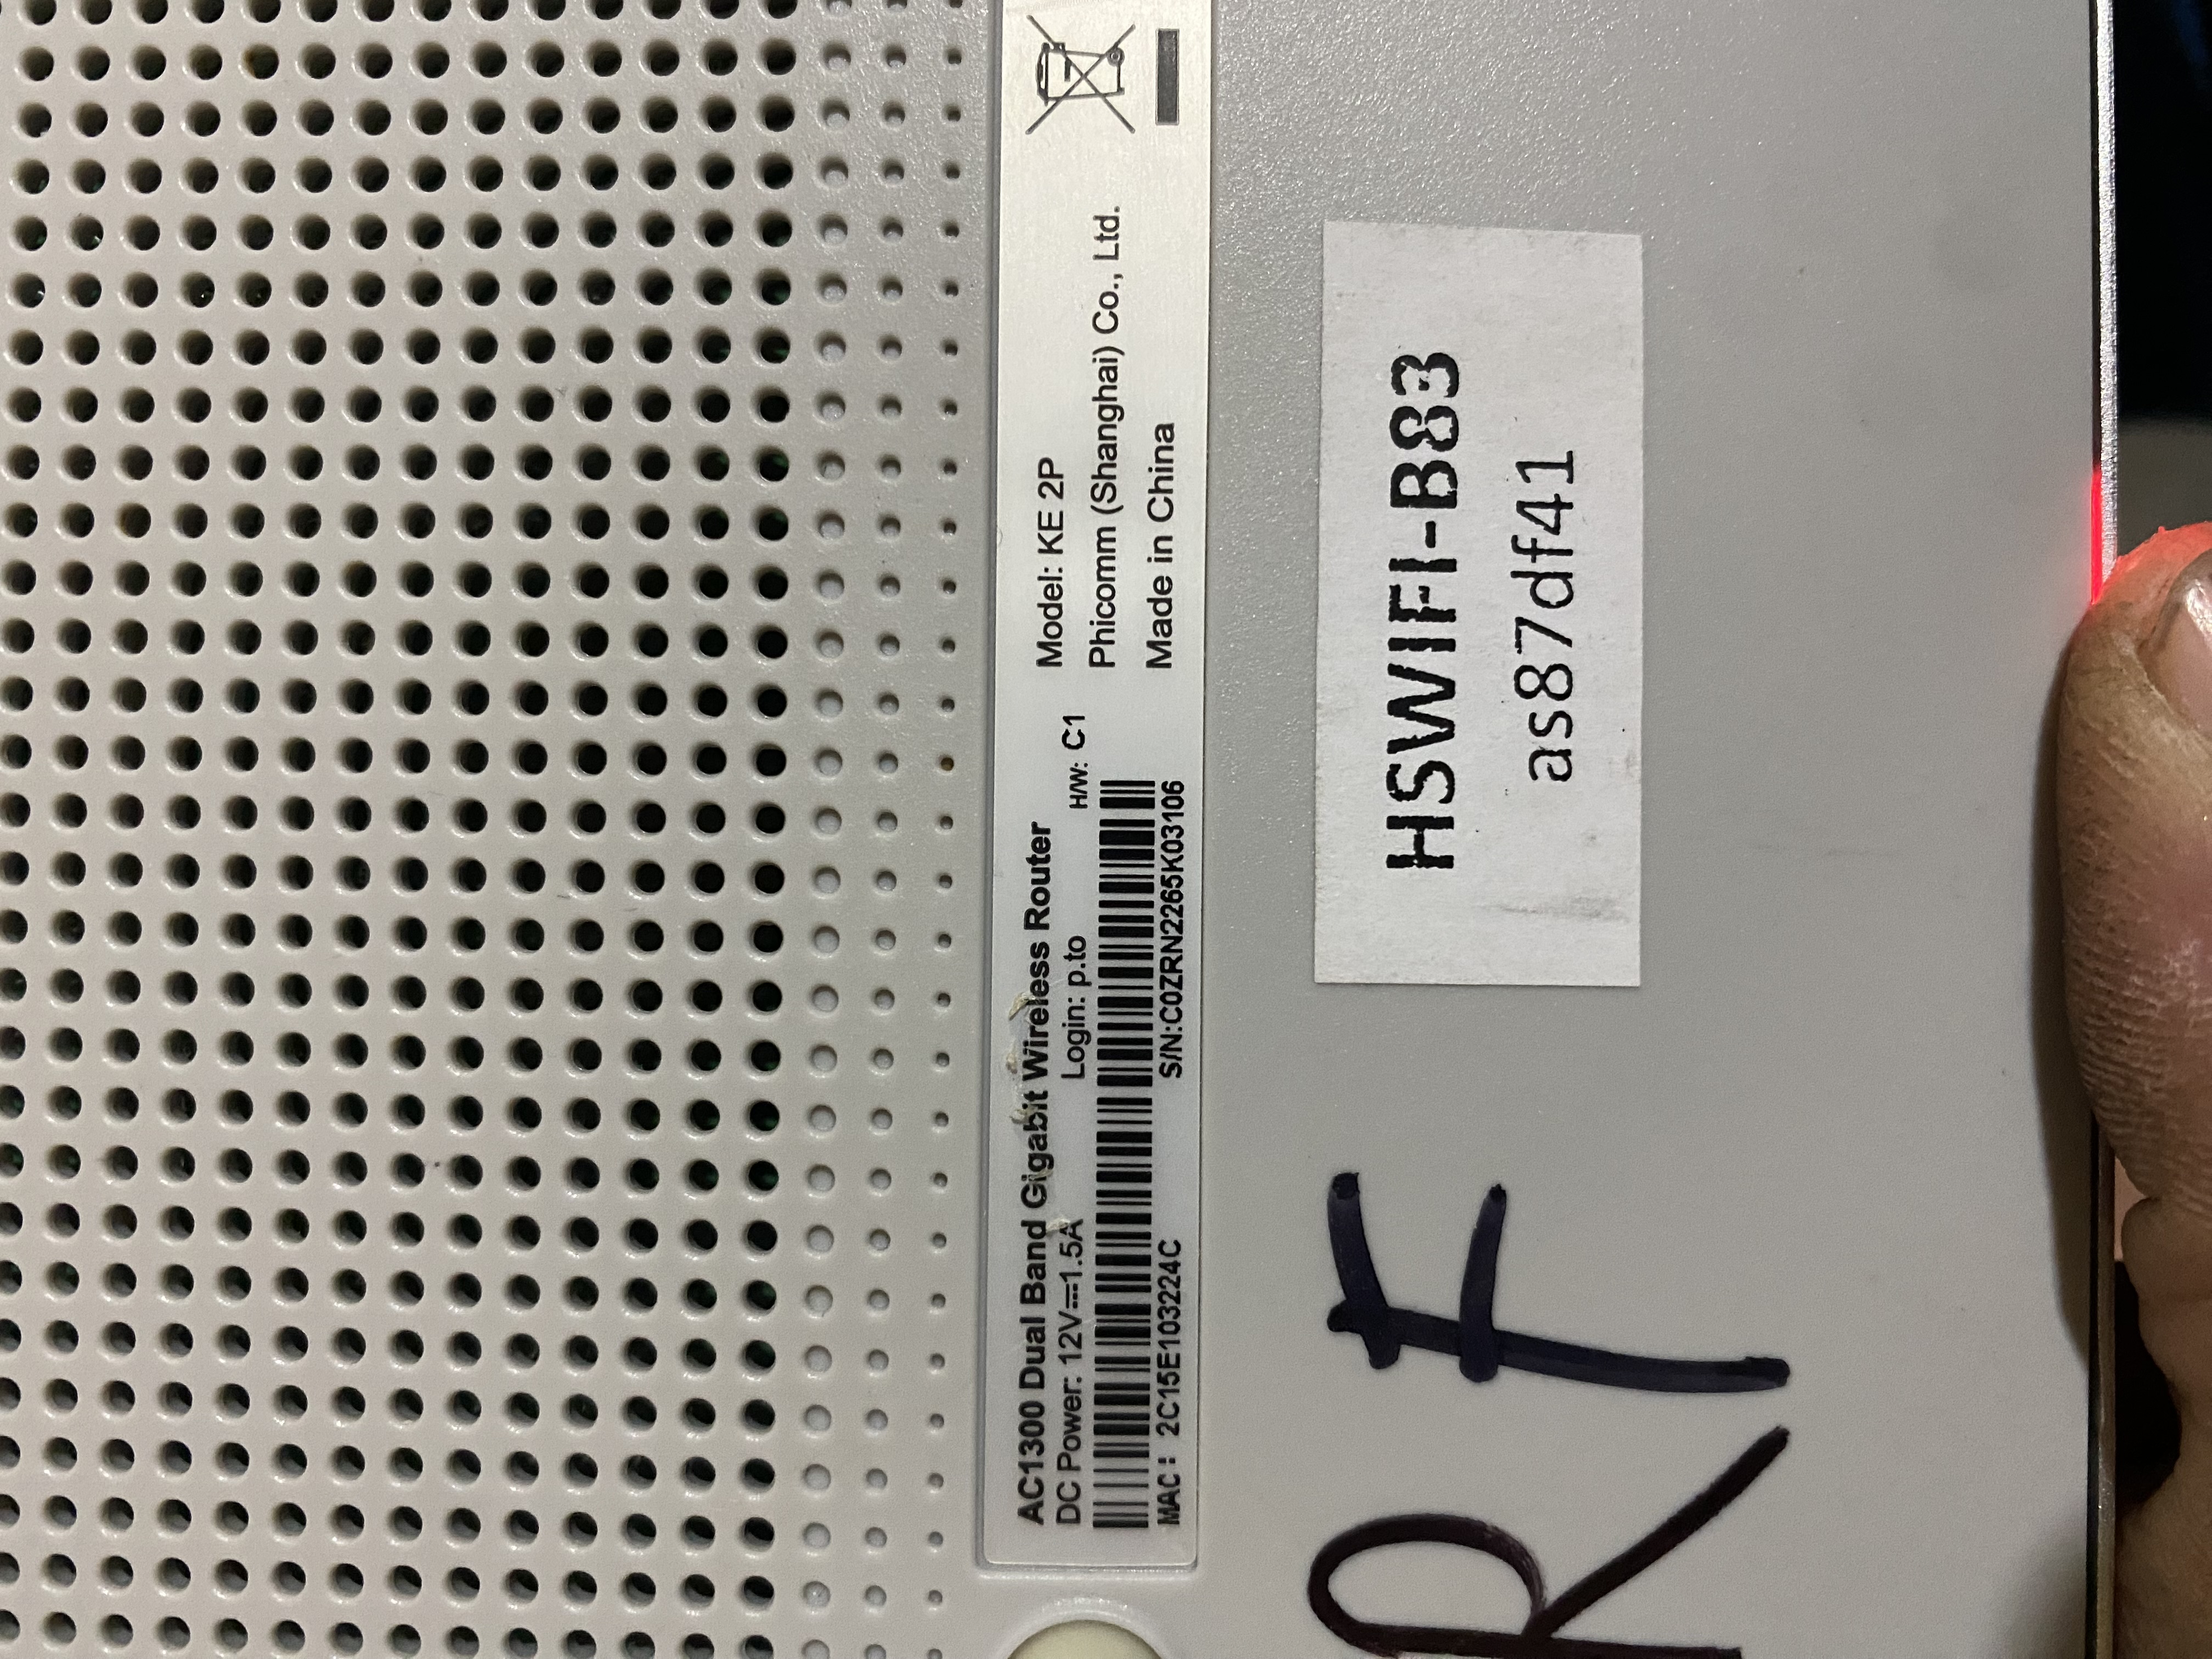 AC1300 Dual Band Gigabit Wireless Router
DC Power: 12V⎓1.5A Login: p.to H/W: C1
MAC: 2C15E103224C S/N:C0ZRN2265K03106
Model: KE 2P
Phicomm (Shanghai) Co., Ltd.
Made in China
HSWIFI-B83
as87df41
RF